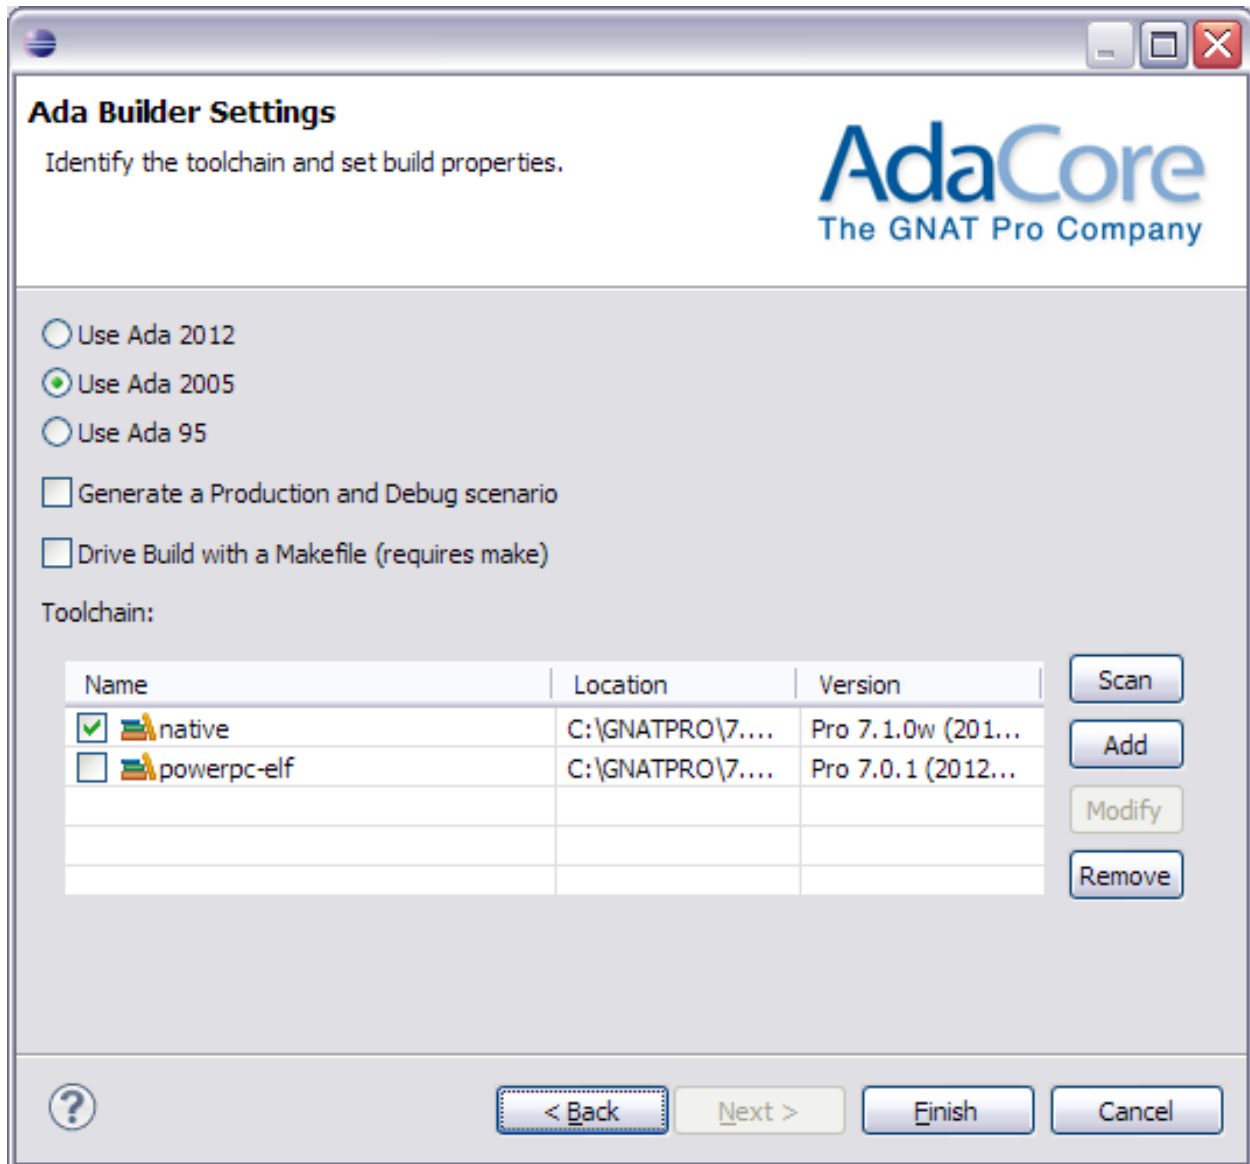 Ada Builder Settings
Identify the toolchain and set build properties.
AdaCore
The GNAT Pro Company
Use Ada 2012
Use Ada 2005
Use Ada 95
Generate a Production and Debug scenario
Drive Build with a Makefile (requires make)
Toolchain:
Name Location Version
native C:\GNATPRO\7.... Pro 7.1.0w (201...
powerpc-elf C:\GNATPRO\7.... Pro 7.0.1 (2012...
Scan
Add
Modify
Remove
? < Back Next > Finish Cancel